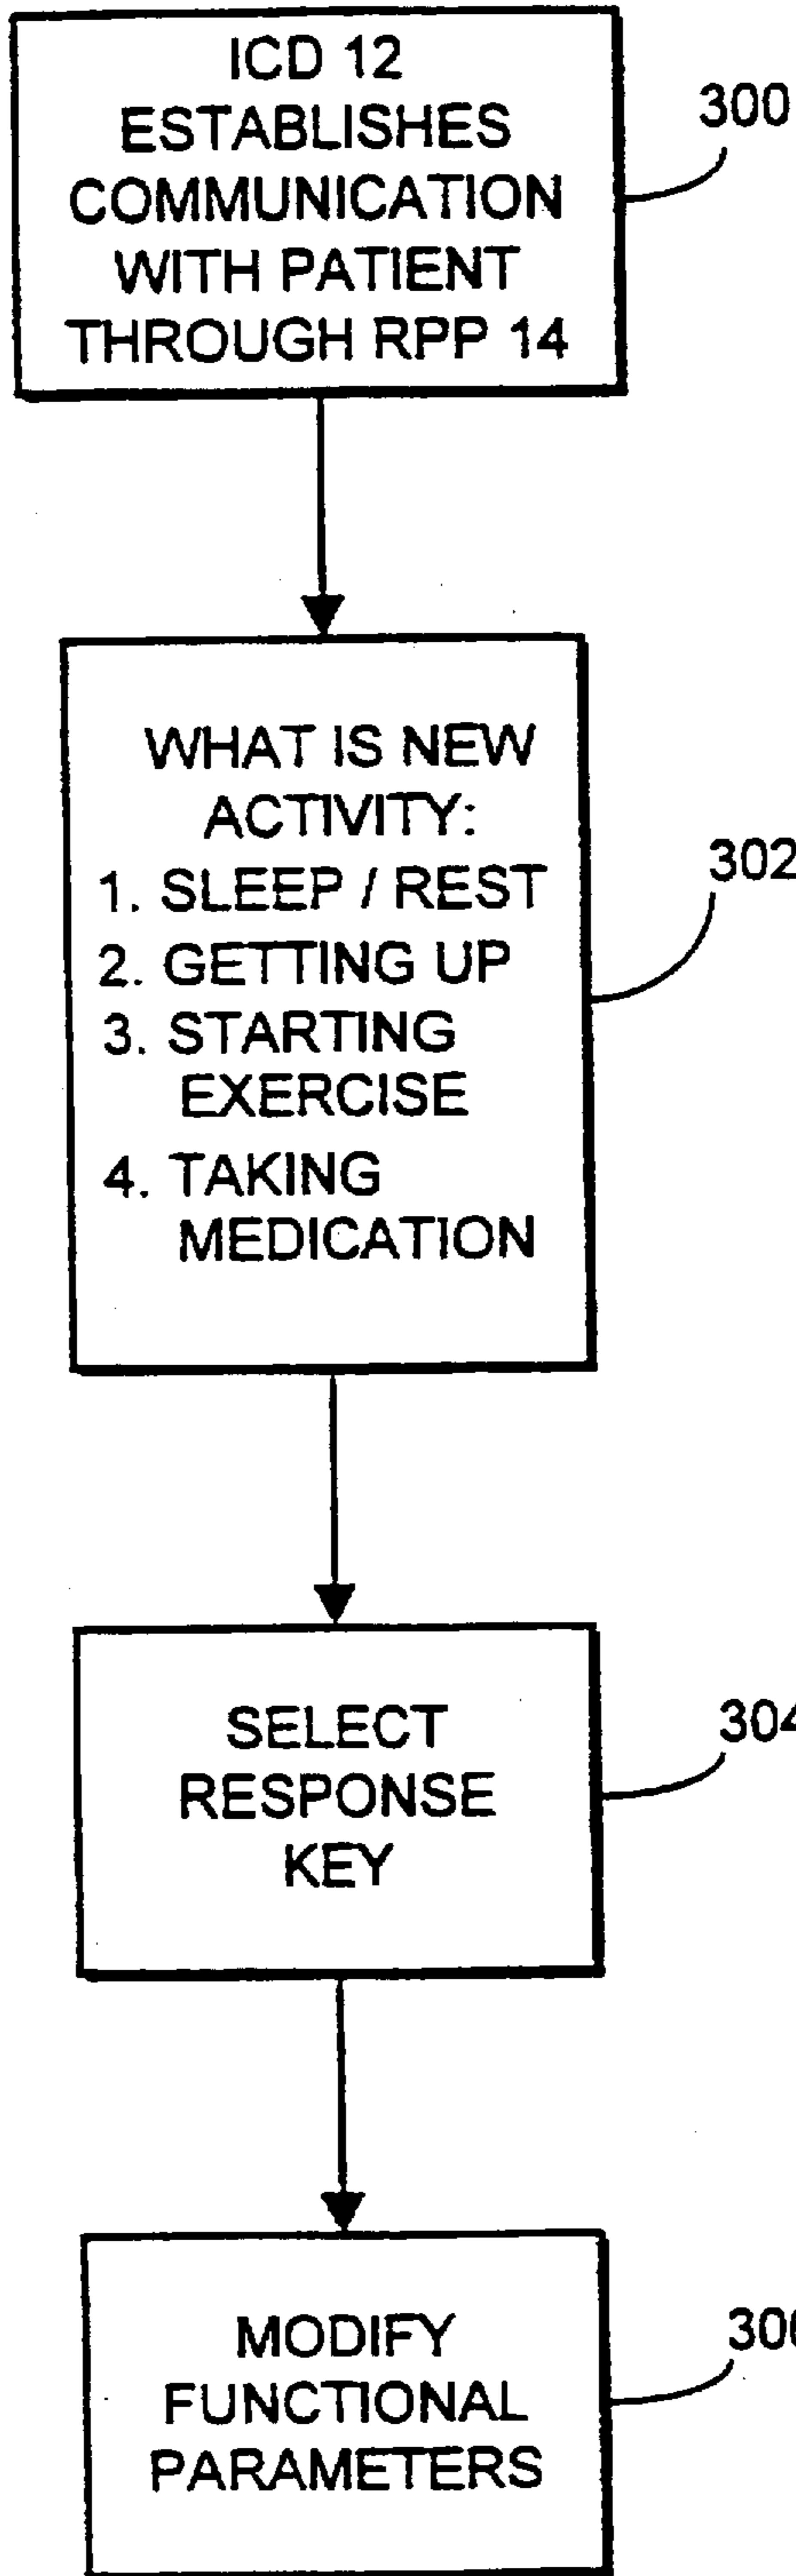 ICD 12
ESTABLISHES
COMMUNICATION
WITH PATIENT
THROUGH RPP 14
300
WHAT IS NEW
ACTIVITY:
1. SLEEP / REST
2. GETTING UP
3. STARTING
EXERCISE
4. TAKING
MEDICATION
302
SELECT
RESPONSE
KEY
304
MODIFY
FUNCTIONAL
PARAMETERS